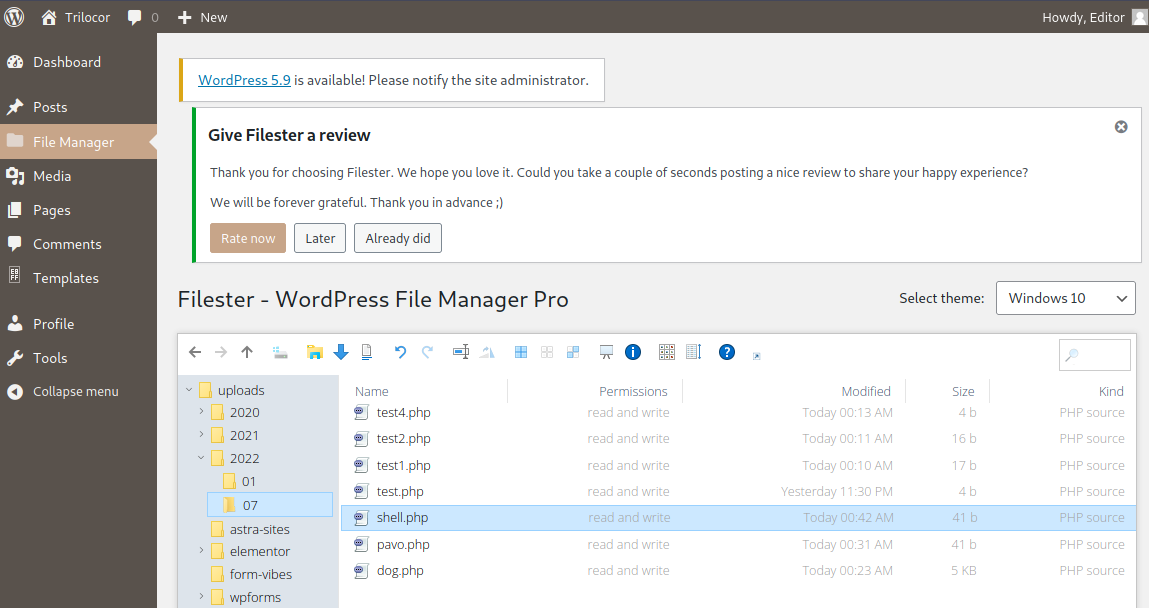 Trilocor 0 New Howdy, Editor
Dashboard
Posts
File Manager
Media
Pages
Comments
Templates
Profile
Tools
Collapse menu
WordPress 5.9 is available! Please notify the site administrator.
Give Filester a review
Thank you for choosing Filester. We hope you love it. Could you take a couple of seconds posting a nice review to share your happy experience?
We will be forever grateful. Thank you in advance ;)
Rate now Later Already did
Filester - WordPress File Manager Pro
Select theme: Windows 10
uploads
2020
2021
2022
01
07
astra-sites
elementor
form-vibes
wpforms
Name Permissions Modified Size Kind
test4.php read and write Today 00:13 AM 4 b PHP source
test2.php read and write Today 00:11 AM 16 b PHP source
test1.php read and write Today 00:10 AM 17 b PHP source
test.php read and write Yesterday 11:30 PM 4 b PHP source
shell.php read and write Today 00:42 AM 41 b PHP source
pavo.php read and write Today 00:31 AM 41 b PHP source
dog.php read and write Today 00:23 AM 5 KB PHP source